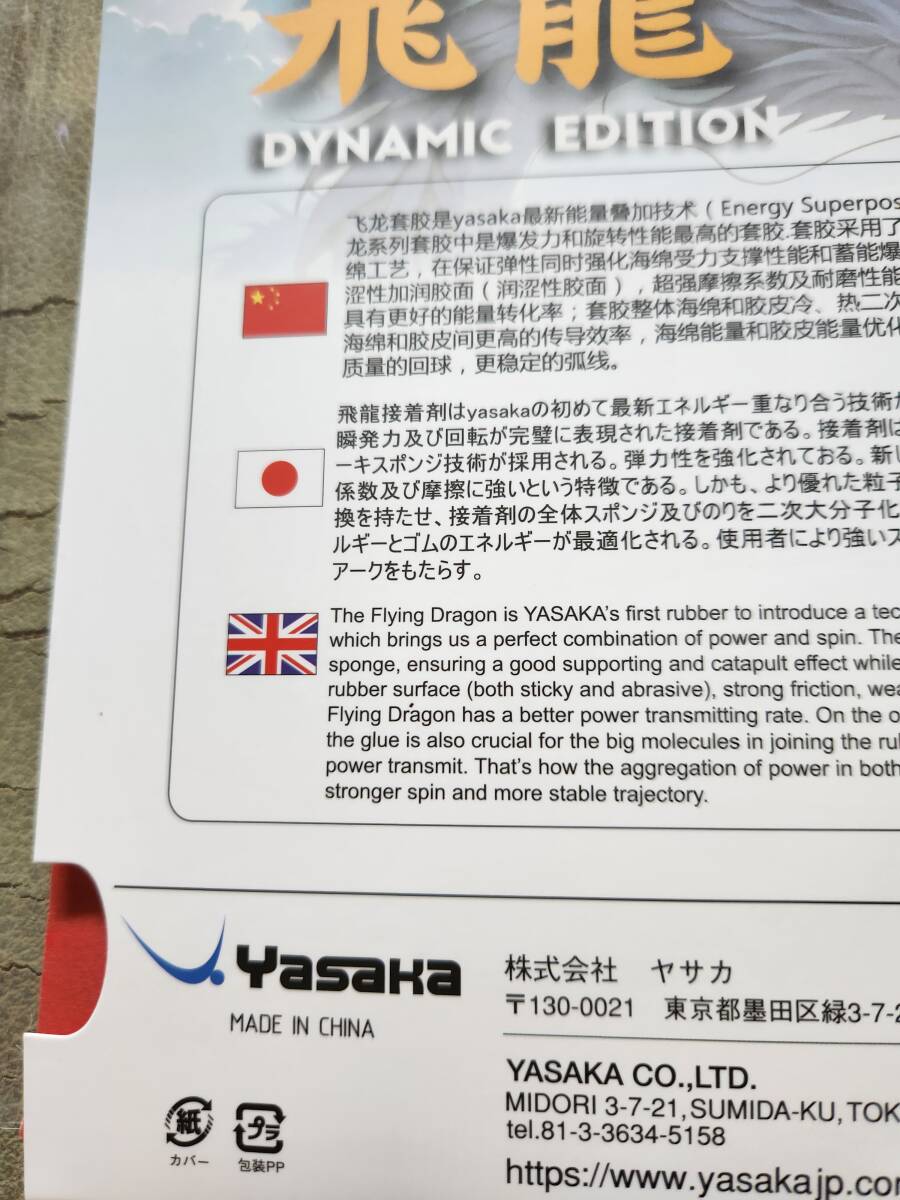 飛龍
DYNAMIC EDITION
飞龙套胶是yasaka最新能量叠加技术（Energy Superpos
龙系列套胶中是爆发力和旋转性能最高的套胶.套胶采用了
绵工艺，在保证弹性同时强化海绵受力支撑性能和蓄能爆
涩性加润胶面（润涩性胶面），超强摩擦系数及耐磨性能
具有更好的能量转化率；套胶整体海绵和胶皮冷、热二次
海绵和胶皮间更高的传导效率，海绵能量和胶皮能量优化
质量的回球，更稳定的弧线。
飛龍接着剤はyasakaの初めて最新エネルギー重なり合う技術が
瞬発力及び回転が完璧に表現された接着剤である。接着剤は
ーキスポンジ技術が採用される。弾力性を強化されておる。新し
係数及び摩擦に強いという特徴である。しかも、より優れた粒子
換を持たせ、接着剤の全体スポンジ及びのりを二次大分子化
ルギーとゴムのエネルギーが最適化される。使用者により強いス
アークをもたらす。
The Flying Dragon is YASAKA's first rubber to introduce a tec
which brings us a perfect combination of power and spin. The
sponge, ensuring a good supporting and catapult effect while
rubber surface (both sticky and abrasive), strong friction, wea
Flying Dragon has a better power transmitting rate. On the o
the glue is also crucial for the big molecules in joining the ru
power transmit. That's how the aggregation of power in both
stronger spin and more stable trajectory.
Yasaka
MADE IN CHINA
株式会社 ヤサカ
〒130-0021 東京都墨田区緑3-7-2
YASAKA CO.,LTD.
MIDORI 3-7-21,SUMIDA-KU,TOK
tel.81-3-3634-5158
https://www.yasakajp.co
紙
カバー
プラ
包装PP